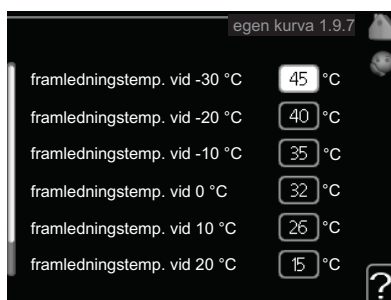 egen kurva 1.9.7
framledningstemp. vid -30 °C 45 °C
framledningstemp. vid -20 °C 40 °C
framledningstemp. vid -10 °C 35 °C
framledningstemp. vid 0 °C 32 °C
framledningstemp. vid 10 °C 26 °C
framledningstemp. vid 20 °C 15 °C
?